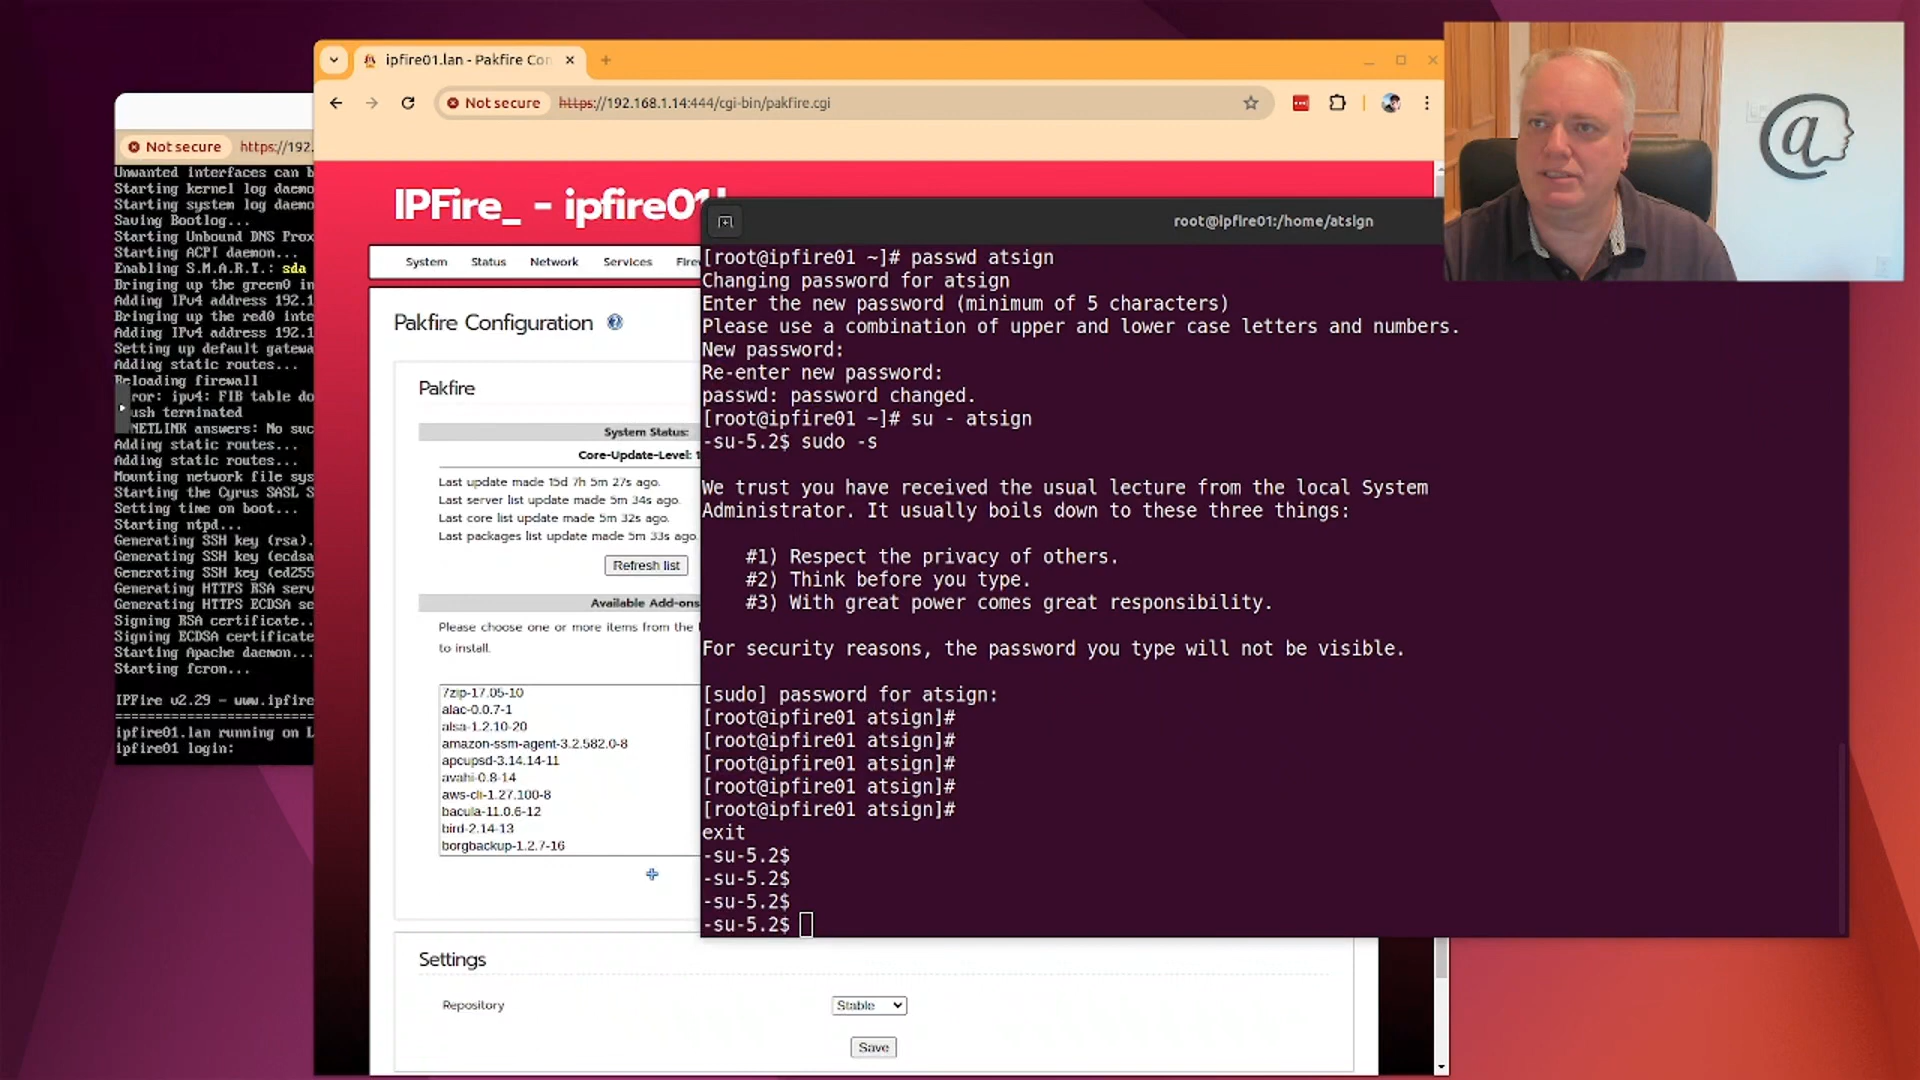 ipfire01.lan - Pakfire Con
Not secure https://192.168.1.14:444/cgi-bin/pakfire.cgi
Not secure https://192.
Unwanted interfaces can b
Starting kernel log daemo
Starting system log daemo
Saving Bootlog...
Starting Unbound DNS Prox
Starting ACPI daemon...
Enabling S.M.A.R.T.: sda
Bringing up the green0 in
Adding IPv4 address 192.1
Bringing up the red0 inte
Adding IPv4 address 192.1
Setting up default gatewa
Adding static routes...
Reloading firewall
ror: ipv4: FIB table do
ush terminated
NETLINK answers: No suc
Adding static routes...
Adding static routes...
Mounting network file sys
Starting the Cyrus SASL S
Setting time on boot...
Starting ntpd...
Generating SSH key (rsa).
Generating SSH key (ecdsa
Generating SSH key (ed255
Generating HTTPS RSA serv
Generating HTTPS ECDSA se
Signing RSA certificate..
Signing ECDSA certificate
Starting Apache daemon...
Starting fcron...
IPFire v2.29 - www.ipfire
ipfire01.lan running on L
ipfire01 login:
IPFire_ - ipfire01.l
System Status Network Services Firew
Pakfire Configuration
Pakfire
System Status:
Core-Update-Level: 1
Last update made 15d 7h 5m 27s ago.
Last server list update made 5m 34s ago.
Last core list update made 5m 32s ago.
Last packages list update made 5m 33s ago.
Refresh list
Available Add-ons
Please choose one or more items from the l
to install.
7zip-17.05-10
alac-0.0.7-1
alsa-1.2.10-20
amazon-ssm-agent-3.2.582.0-8
apcupsd-3.14.14-11
avahi-0.8-14
aws-cli-1.27.100-8
bacula-11.0.6-12
bird-2.14-13
borgbackup-1.2.7-16
Settings
Repository Stable
Save
root@ipfire01:/home/atsign
[root@ipfire01 ~]# passwd atsign
Changing password for atsign
Enter the new password (minimum of 5 characters)
Please use a combination of upper and lower case letters and numbers.
New password:
Re-enter new password:
passwd: password changed.
[root@ipfire01 ~]# su - atsign
-su-5.2$ sudo -s
We trust you have received the usual lecture from the local System
Administrator. It usually boils down to these three things:
#1) Respect the privacy of others.
#2) Think before you type.
#3) With great power comes great responsibility.
For security reasons, the password you type will not be visible.
[sudo] password for atsign:
[root@ipfire01 atsign]#
[root@ipfire01 atsign]#
[root@ipfire01 atsign]#
[root@ipfire01 atsign]#
[root@ipfire01 atsign]#
exit
-su-5.2$
-su-5.2$
-su-5.2$
-su-5.2$
@